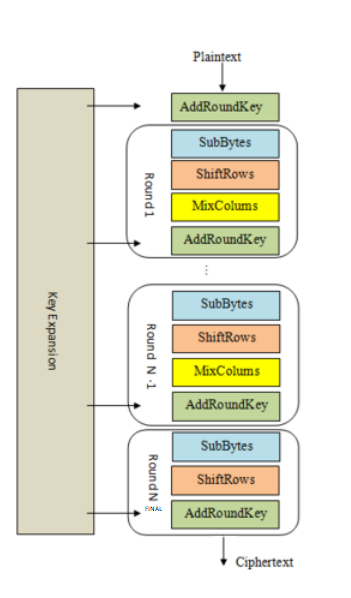 Plaintext
AddRoundKey
SubBytes
ShiftRows
MixColums
AddRoundKey
Round 1
...
SubBytes
ShiftRows
MixColums
AddRoundKey
Round N -1
Key Expansion
SubBytes
ShiftRows
AddRoundKey
Round N
FINAL
Ciphertext